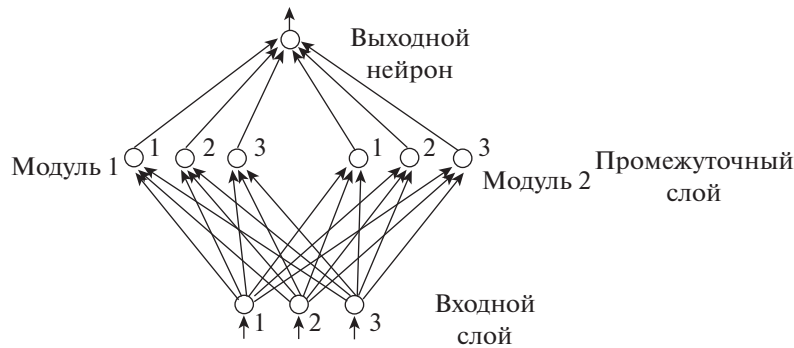 Выходной
нейрон
1 2 3 1 2 3
Модуль 1
Модуль 2
Промежуточный
слой
1 2 3
Входной
слой